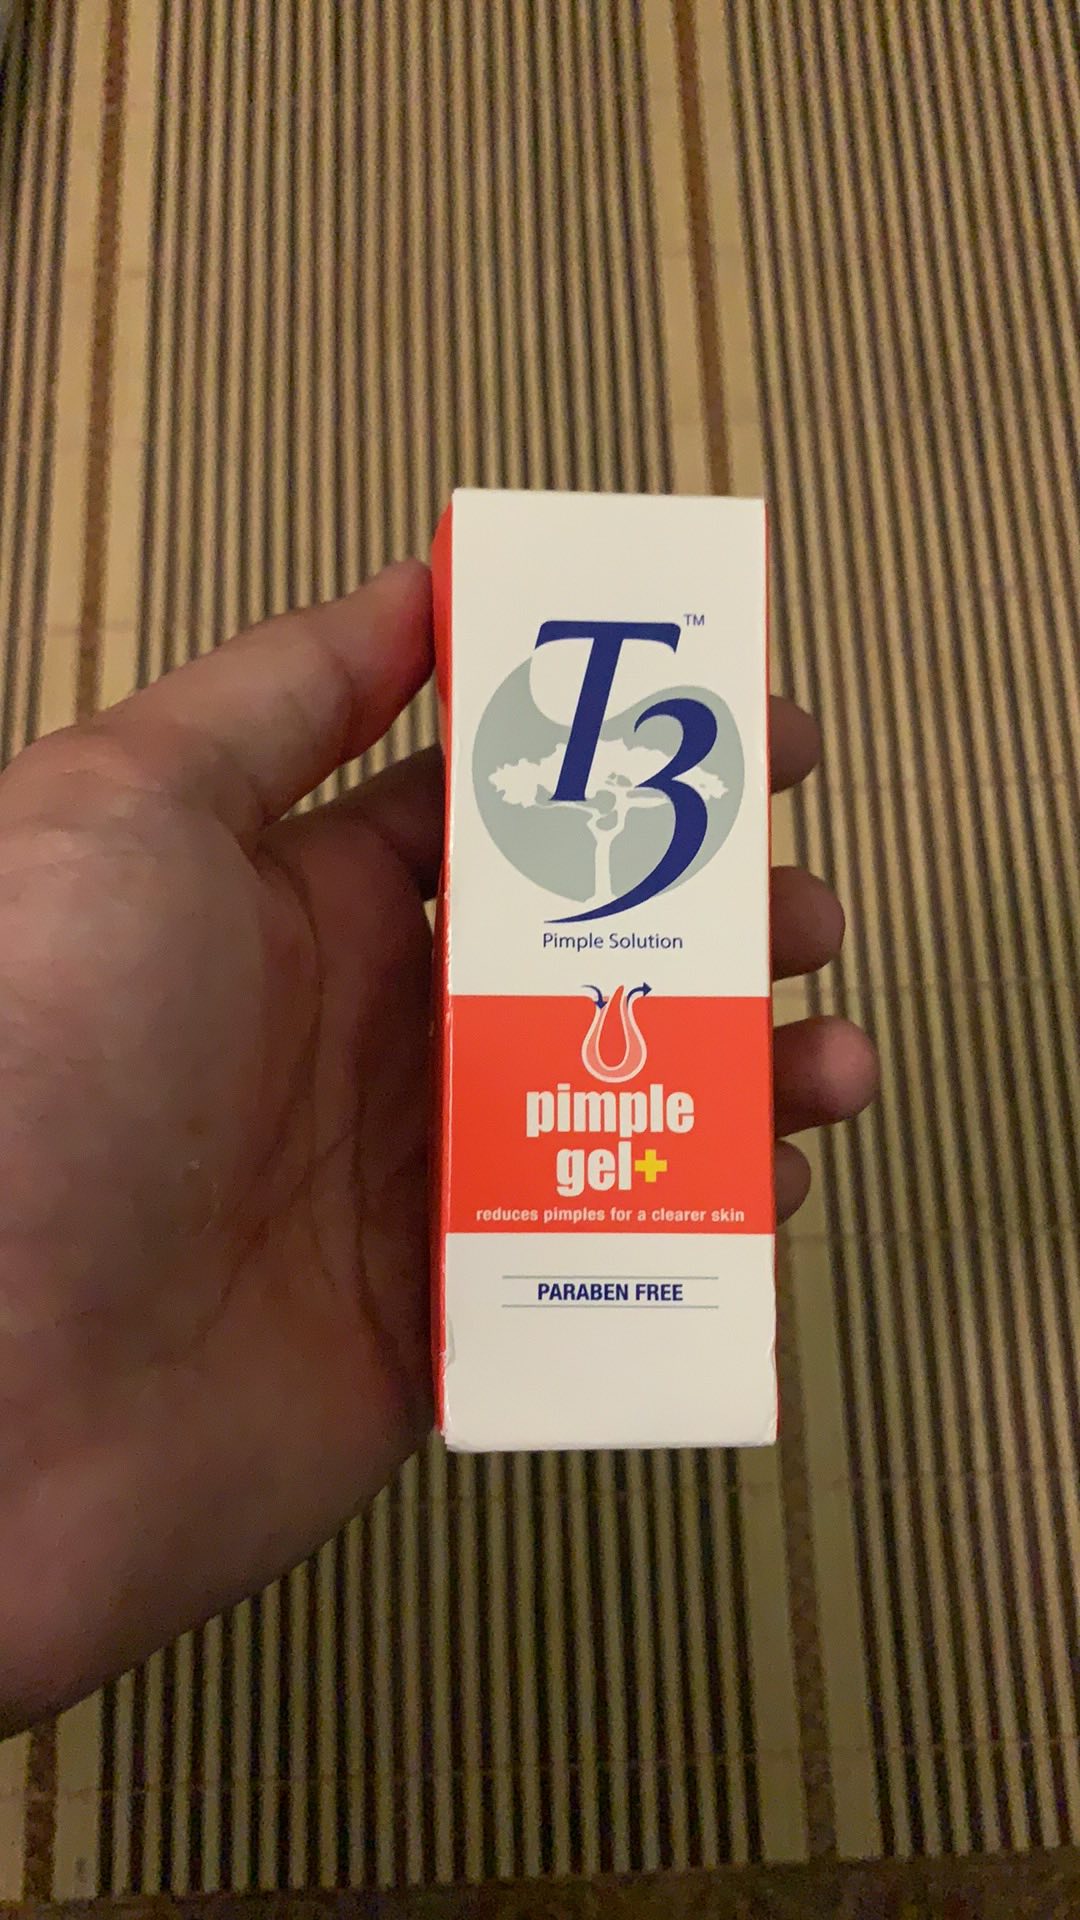 T3™
Pimple Solution
pimple
gel+
reduces pimples for a clearer skin
PARABEN FREE